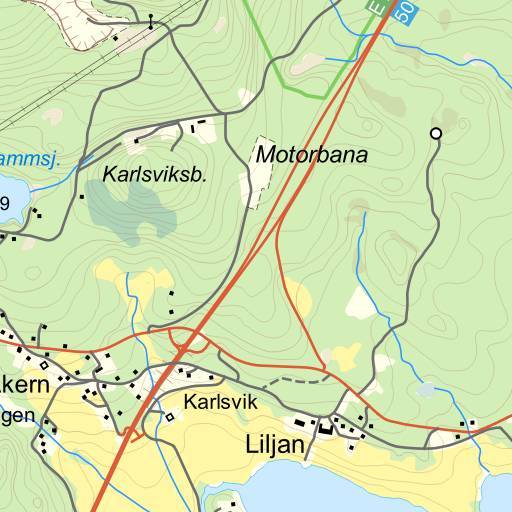 E
50
Motorbana
ammsj.
Karlsviksb.
9
kern
gen
Karlsvik
Liljan